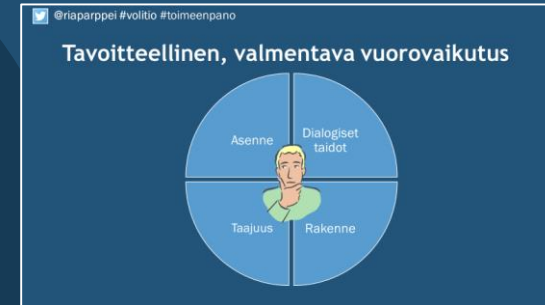 @riaparppei #volitio #toimeenpano
Tavoitteellinen, valmentava vuorovaikutus
Asenne
Dialogiset
taidot
Taajuus
Rakenne